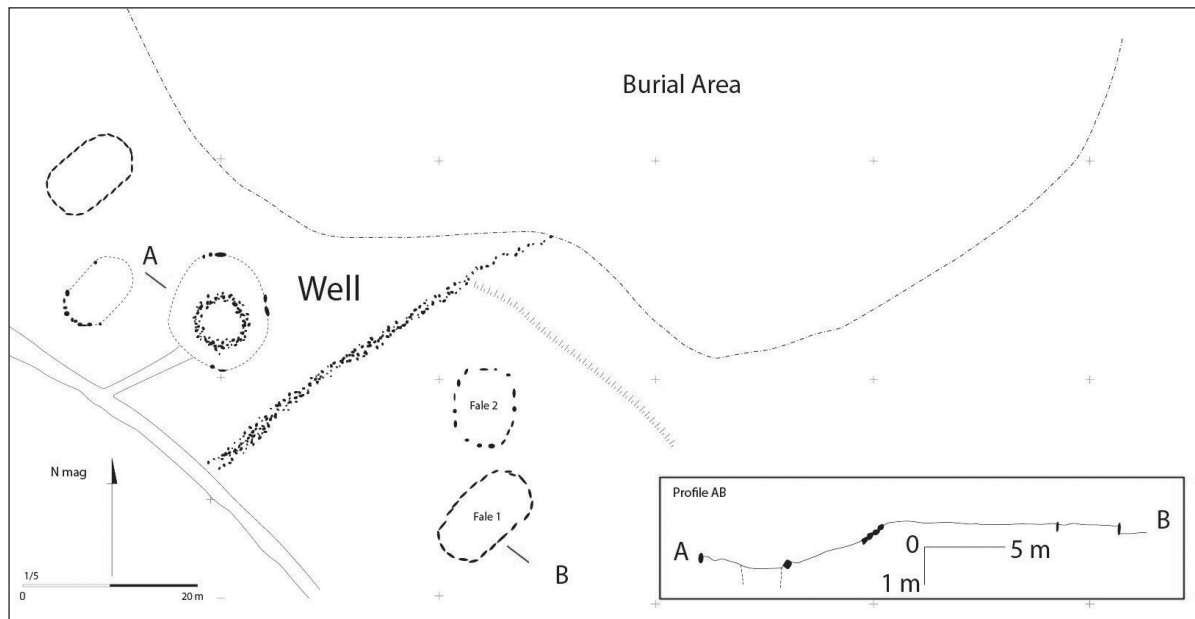 Burial Area
A
Well
Fale 2
N mag
Fale 1
B
Profile AB
A
B
0 5 m
1 m
1/5
0 20 m